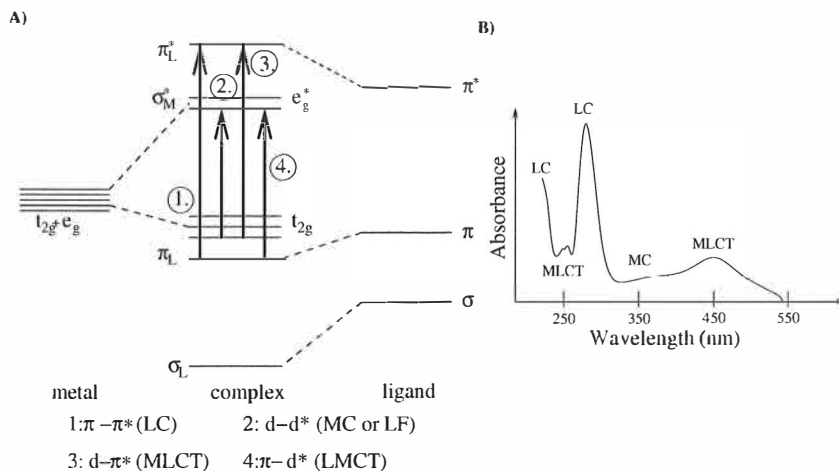 A)
B)
π*L
3.
2.
σ*M
e*g
π*
4.
1.
t2g+eg
t2g
πL
π
σ
σL
metal
complex
ligand
1:π–π*(LC)
2: d–d* (MC or LF)
3: d–π*(MLCT)
4:π–d* (LMCT)
Absorbance
LC
LC
MLCT
MC
MLCT
250
350
450
550
Wavelength (nm)